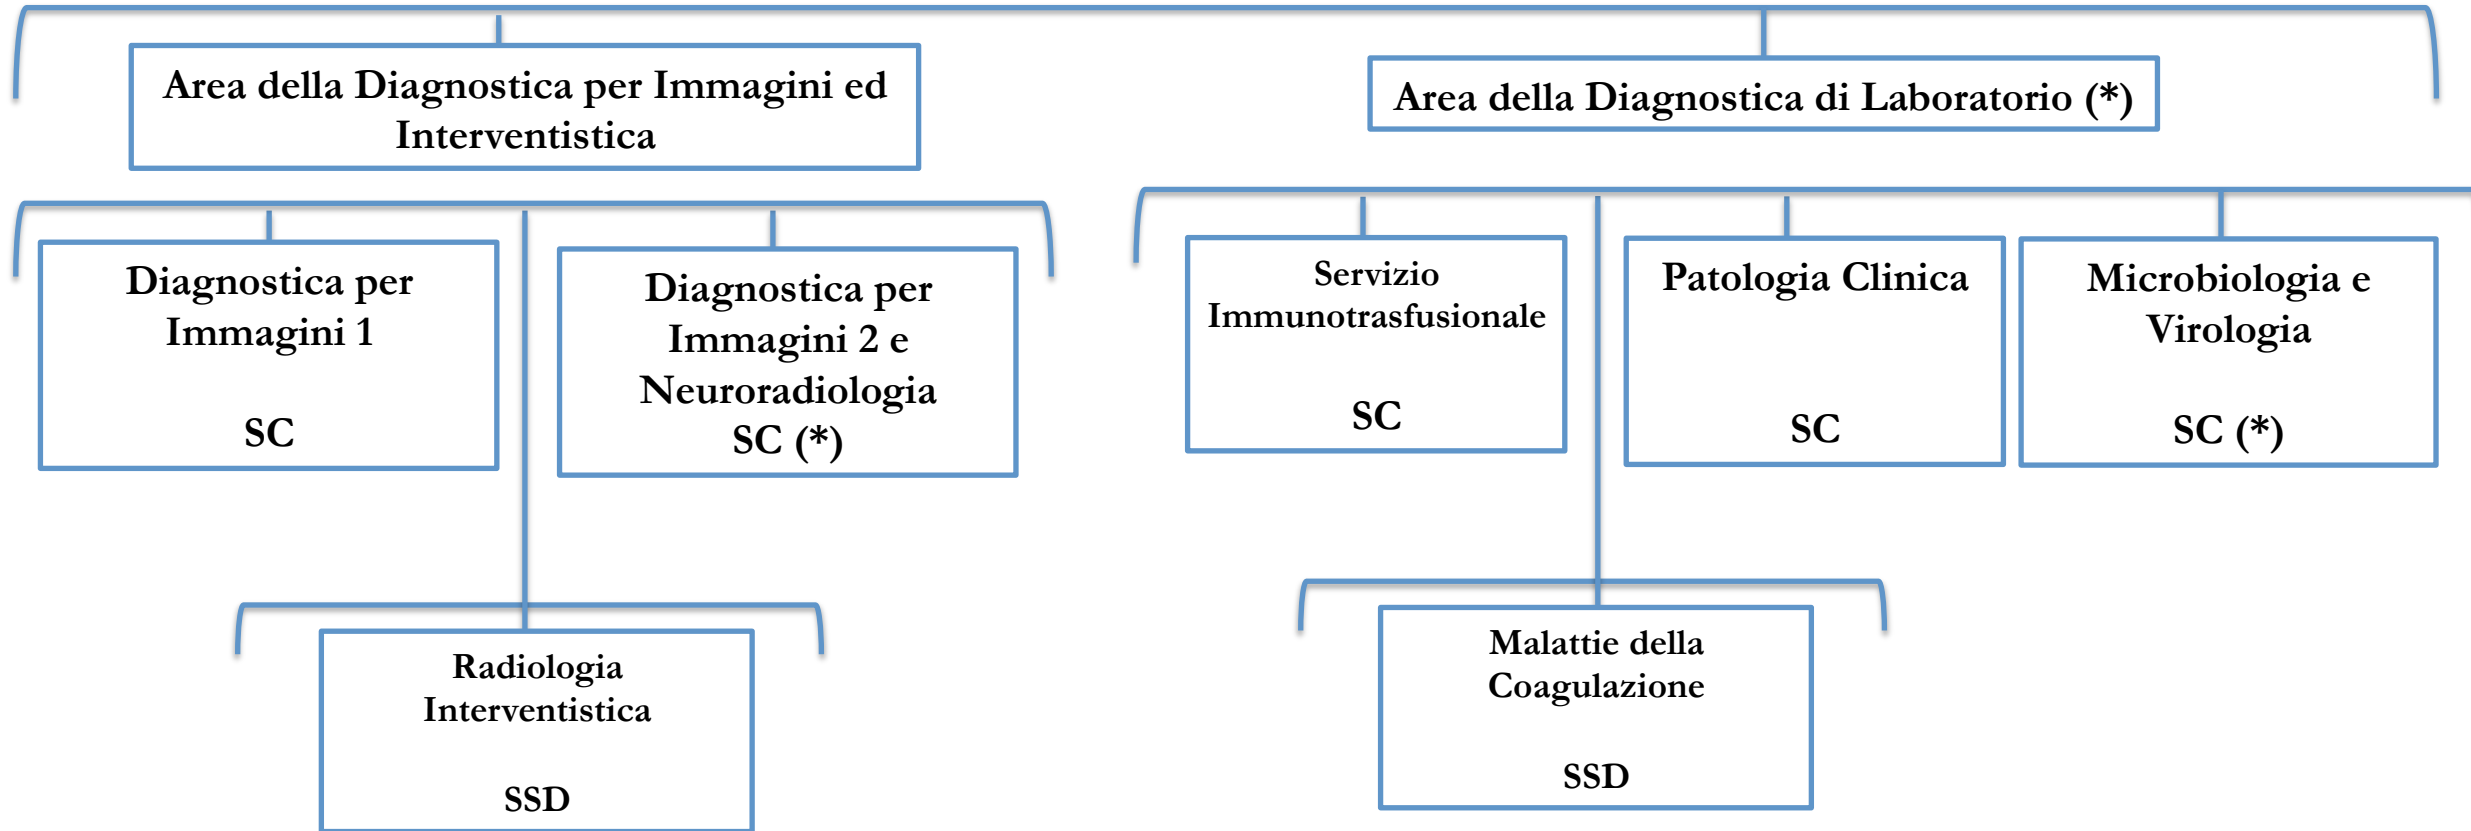 Area della Diagnostica per Immagini ed
Interventistica
Area della Diagnostica di Laboratorio (*)
Diagnostica per
Immagini 1
SC
Diagnostica per
Immagini 2 e
Neuroradiologia
SC (*)
Servizio
Immunotrasfusionale
SC
Patologia Clinica
SC
Microbiologia e
Virologia
SC (*)
Radiologia
Interventistica
SSD
Malattie della
Coagulazione
SSD